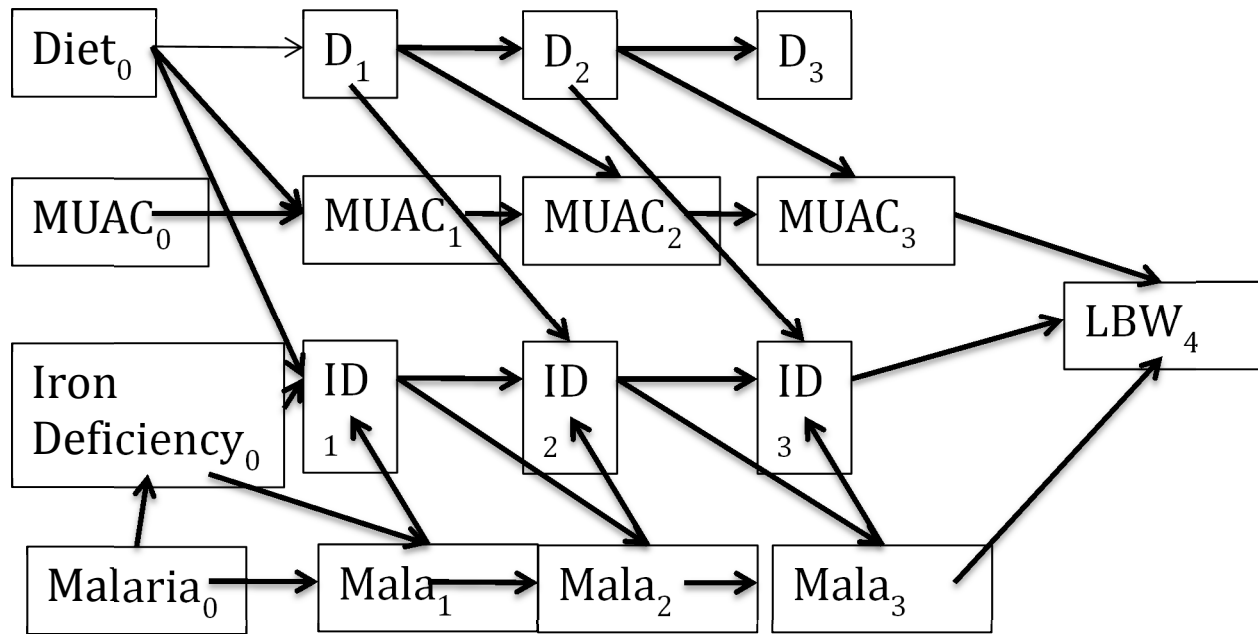 Diet₀
D₁
D₂
D₃
MUAC₀
MUAC₁
MUAC₂
MUAC₃
LBW₄
Iron
Deficiency₀
ID
₁
ID
₂
ID
₃
Malaria₀
Mala₁
Mala₂
Mala₃